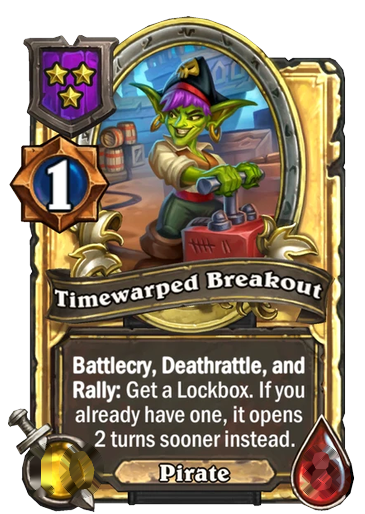 1
Timewarped Breakout
Battlecry, Deathrattle, and
Rally: Get a Lockbox. If you
already have one, it opens
2 turns sooner instead.
Pirate